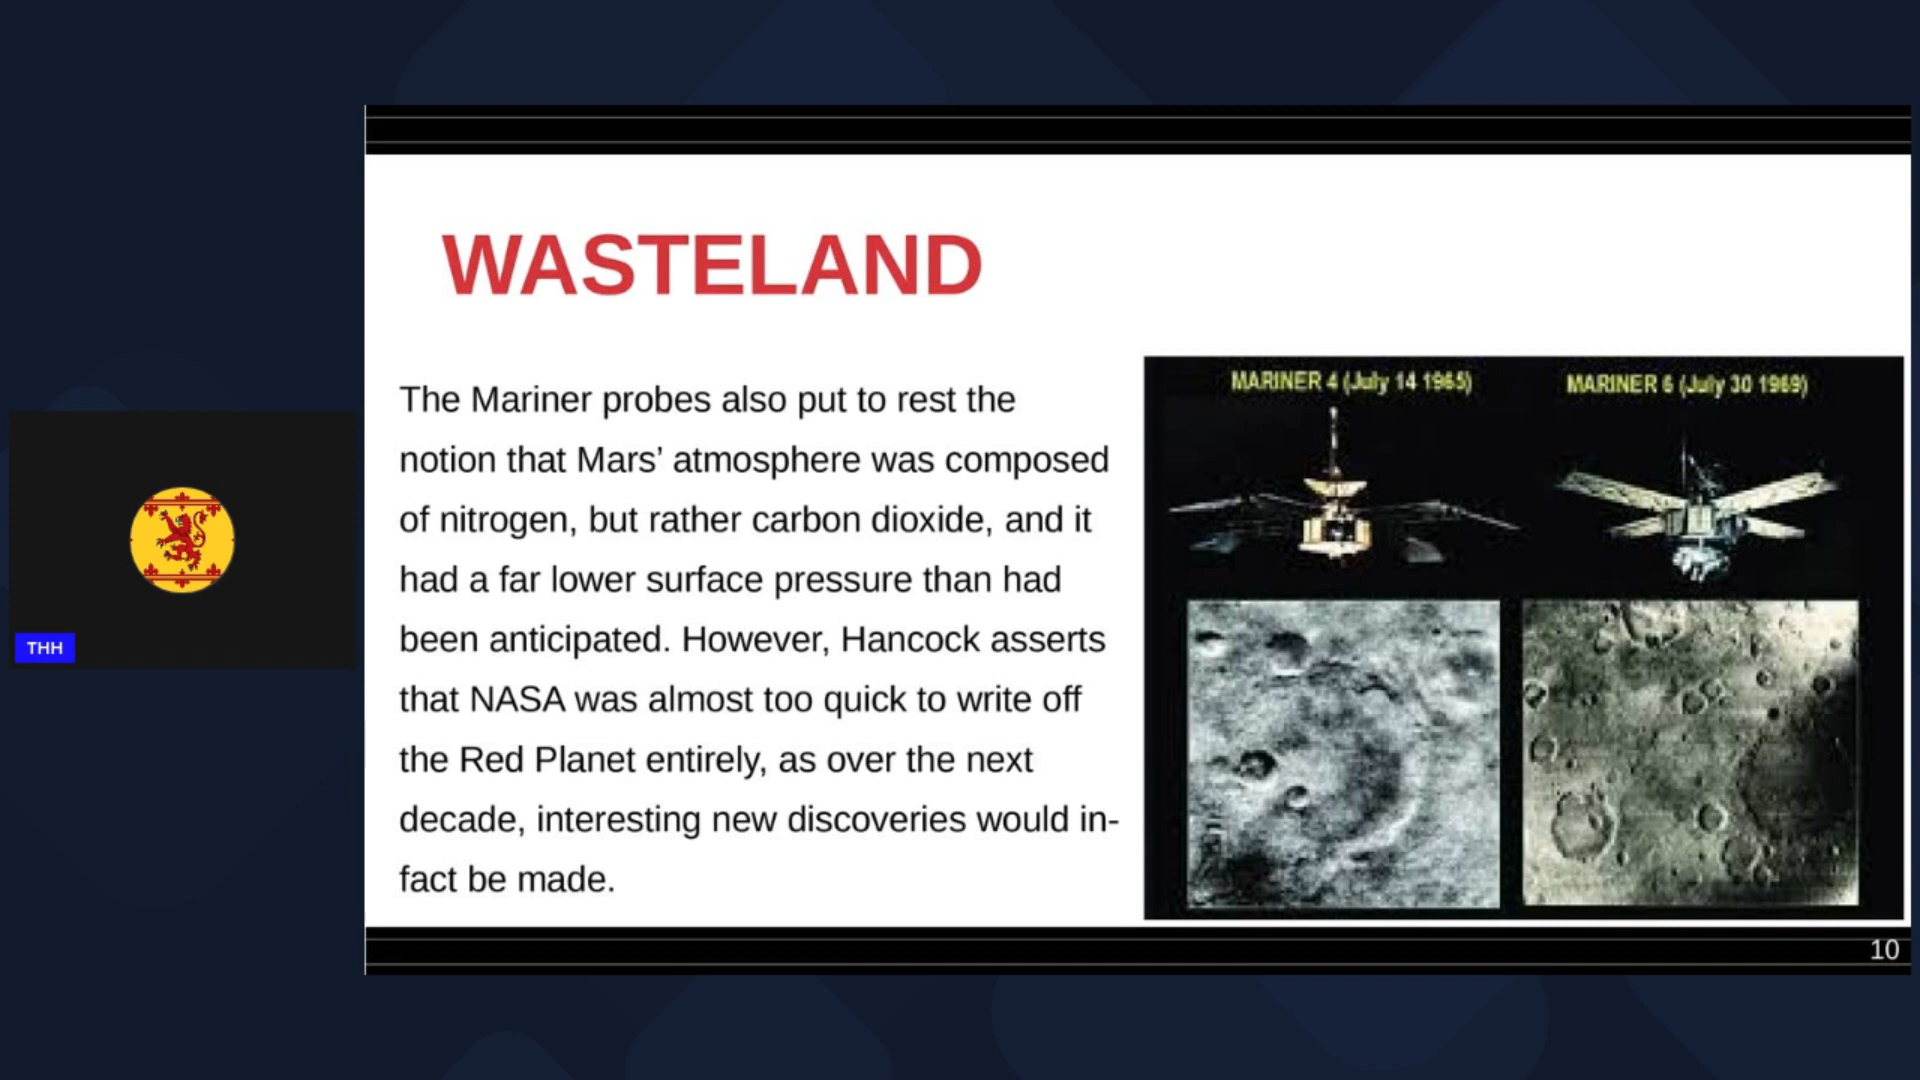 WASTELAND
The Mariner probes also put to rest the
notion that Mars’ atmosphere was composed
of nitrogen, but rather carbon dioxide, and it
had a far lower surface pressure than had
been anticipated. However, Hancock asserts
that NASA was almost too quick to write off
the Red Planet entirely, as over the next
decade, interesting new discoveries would in-
fact be made.
MARINER 4 (July 14 1965)
MARINER 6 (July 30 1969)
THH
10